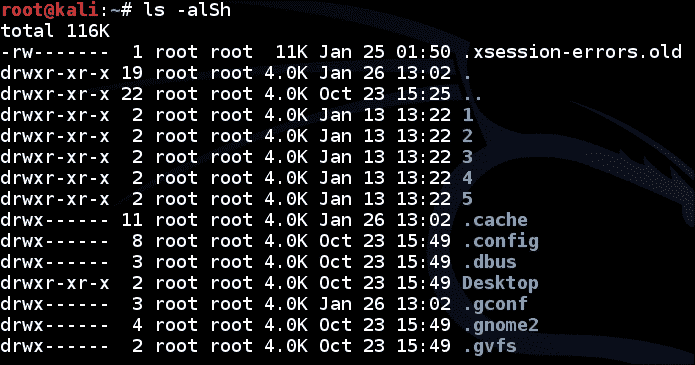 root@kali:~# ls -alSh
total 116K
-rw------- 1 root root 11K Jan 25 01:50 .xsession-errors.old
drwxr-xr-x 19 root root 4.0K Jan 26 13:02 .
drwxr-xr-x 22 root root 4.0K Oct 23 15:25 ..
drwxr-xr-x 2 root root 4.0K Jan 13 13:22 1
drwxr-xr-x 2 root root 4.0K Jan 13 13:22 2
drwxr-xr-x 2 root root 4.0K Jan 13 13:22 3
drwxr-xr-x 2 root root 4.0K Jan 13 13:22 4
drwxr-xr-x 2 root root 4.0K Jan 13 13:22 5
drwx------ 11 root root 4.0K Jan 26 13:02 .cache
drwx------ 8 root root 4.0K Oct 23 15:49 .config
drwx------ 3 root root 4.0K Oct 23 15:49 .dbus
drwxr-xr-x 2 root root 4.0K Oct 23 15:49 Desktop
drwx------ 3 root root 4.0K Jan 26 13:02 .gconf
drwx------ 4 root root 4.0K Oct 23 15:49 .gnome2
drwx------ 2 root root 4.0K Oct 23 15:49 .gvfs